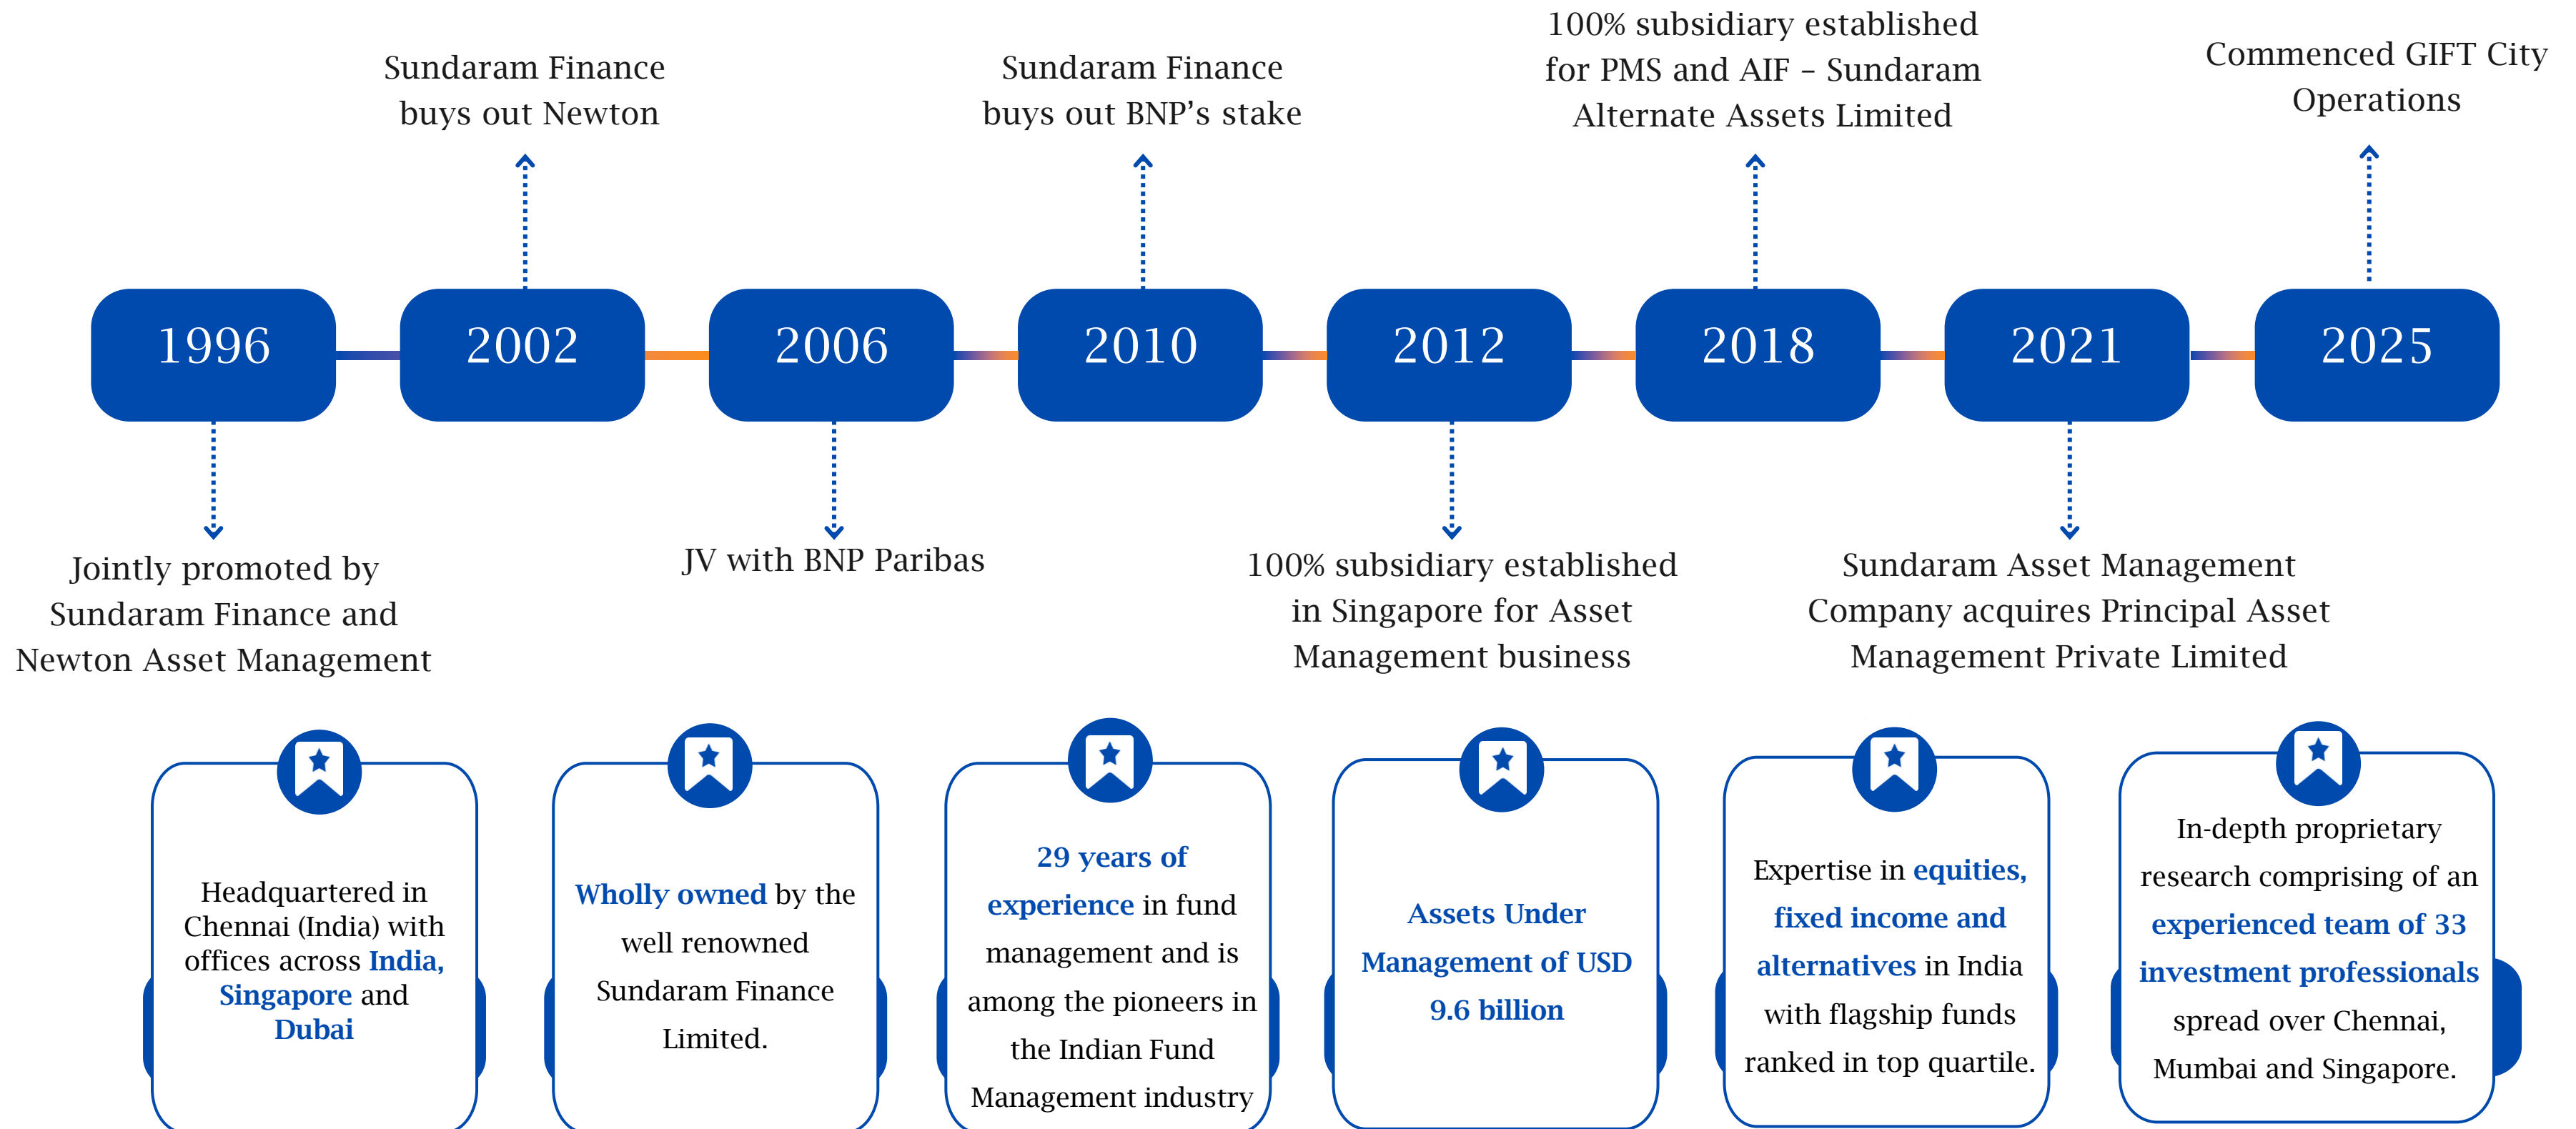 Sundaram Finance
buys out Newton
Sundaram Finance
buys out BNP’s stake
100% subsidiary established
for PMS and AIF – Sundaram
Alternate Assets Limited
Commenced GIFT City
Operations
1996
2002
2006
2010
2012
2018
2021
2025
Jointly promoted by
Sundaram Finance and
Newton Asset Management
JV with BNP Paribas
100% subsidiary established
in Singapore for Asset
Management business
Sundaram Asset Management
Company acquires Principal Asset
Management Private Limited
Headquartered in
Chennai (India) with
offices across India,
Singapore and
Dubai
Wholly owned by the
well renowned
Sundaram Finance
Limited.
29 years of
experience in fund
management and is
among the pioneers in
the Indian Fund
Management industry
Assets Under
Management of USD
9.6 billion
Expertise in equities,
fixed income and
alternatives in India
with flagship funds
ranked in top quartile.
In-depth proprietary
research comprising of an
experienced team of 33
investment professionals
spread over Chennai,
Mumbai and Singapore.